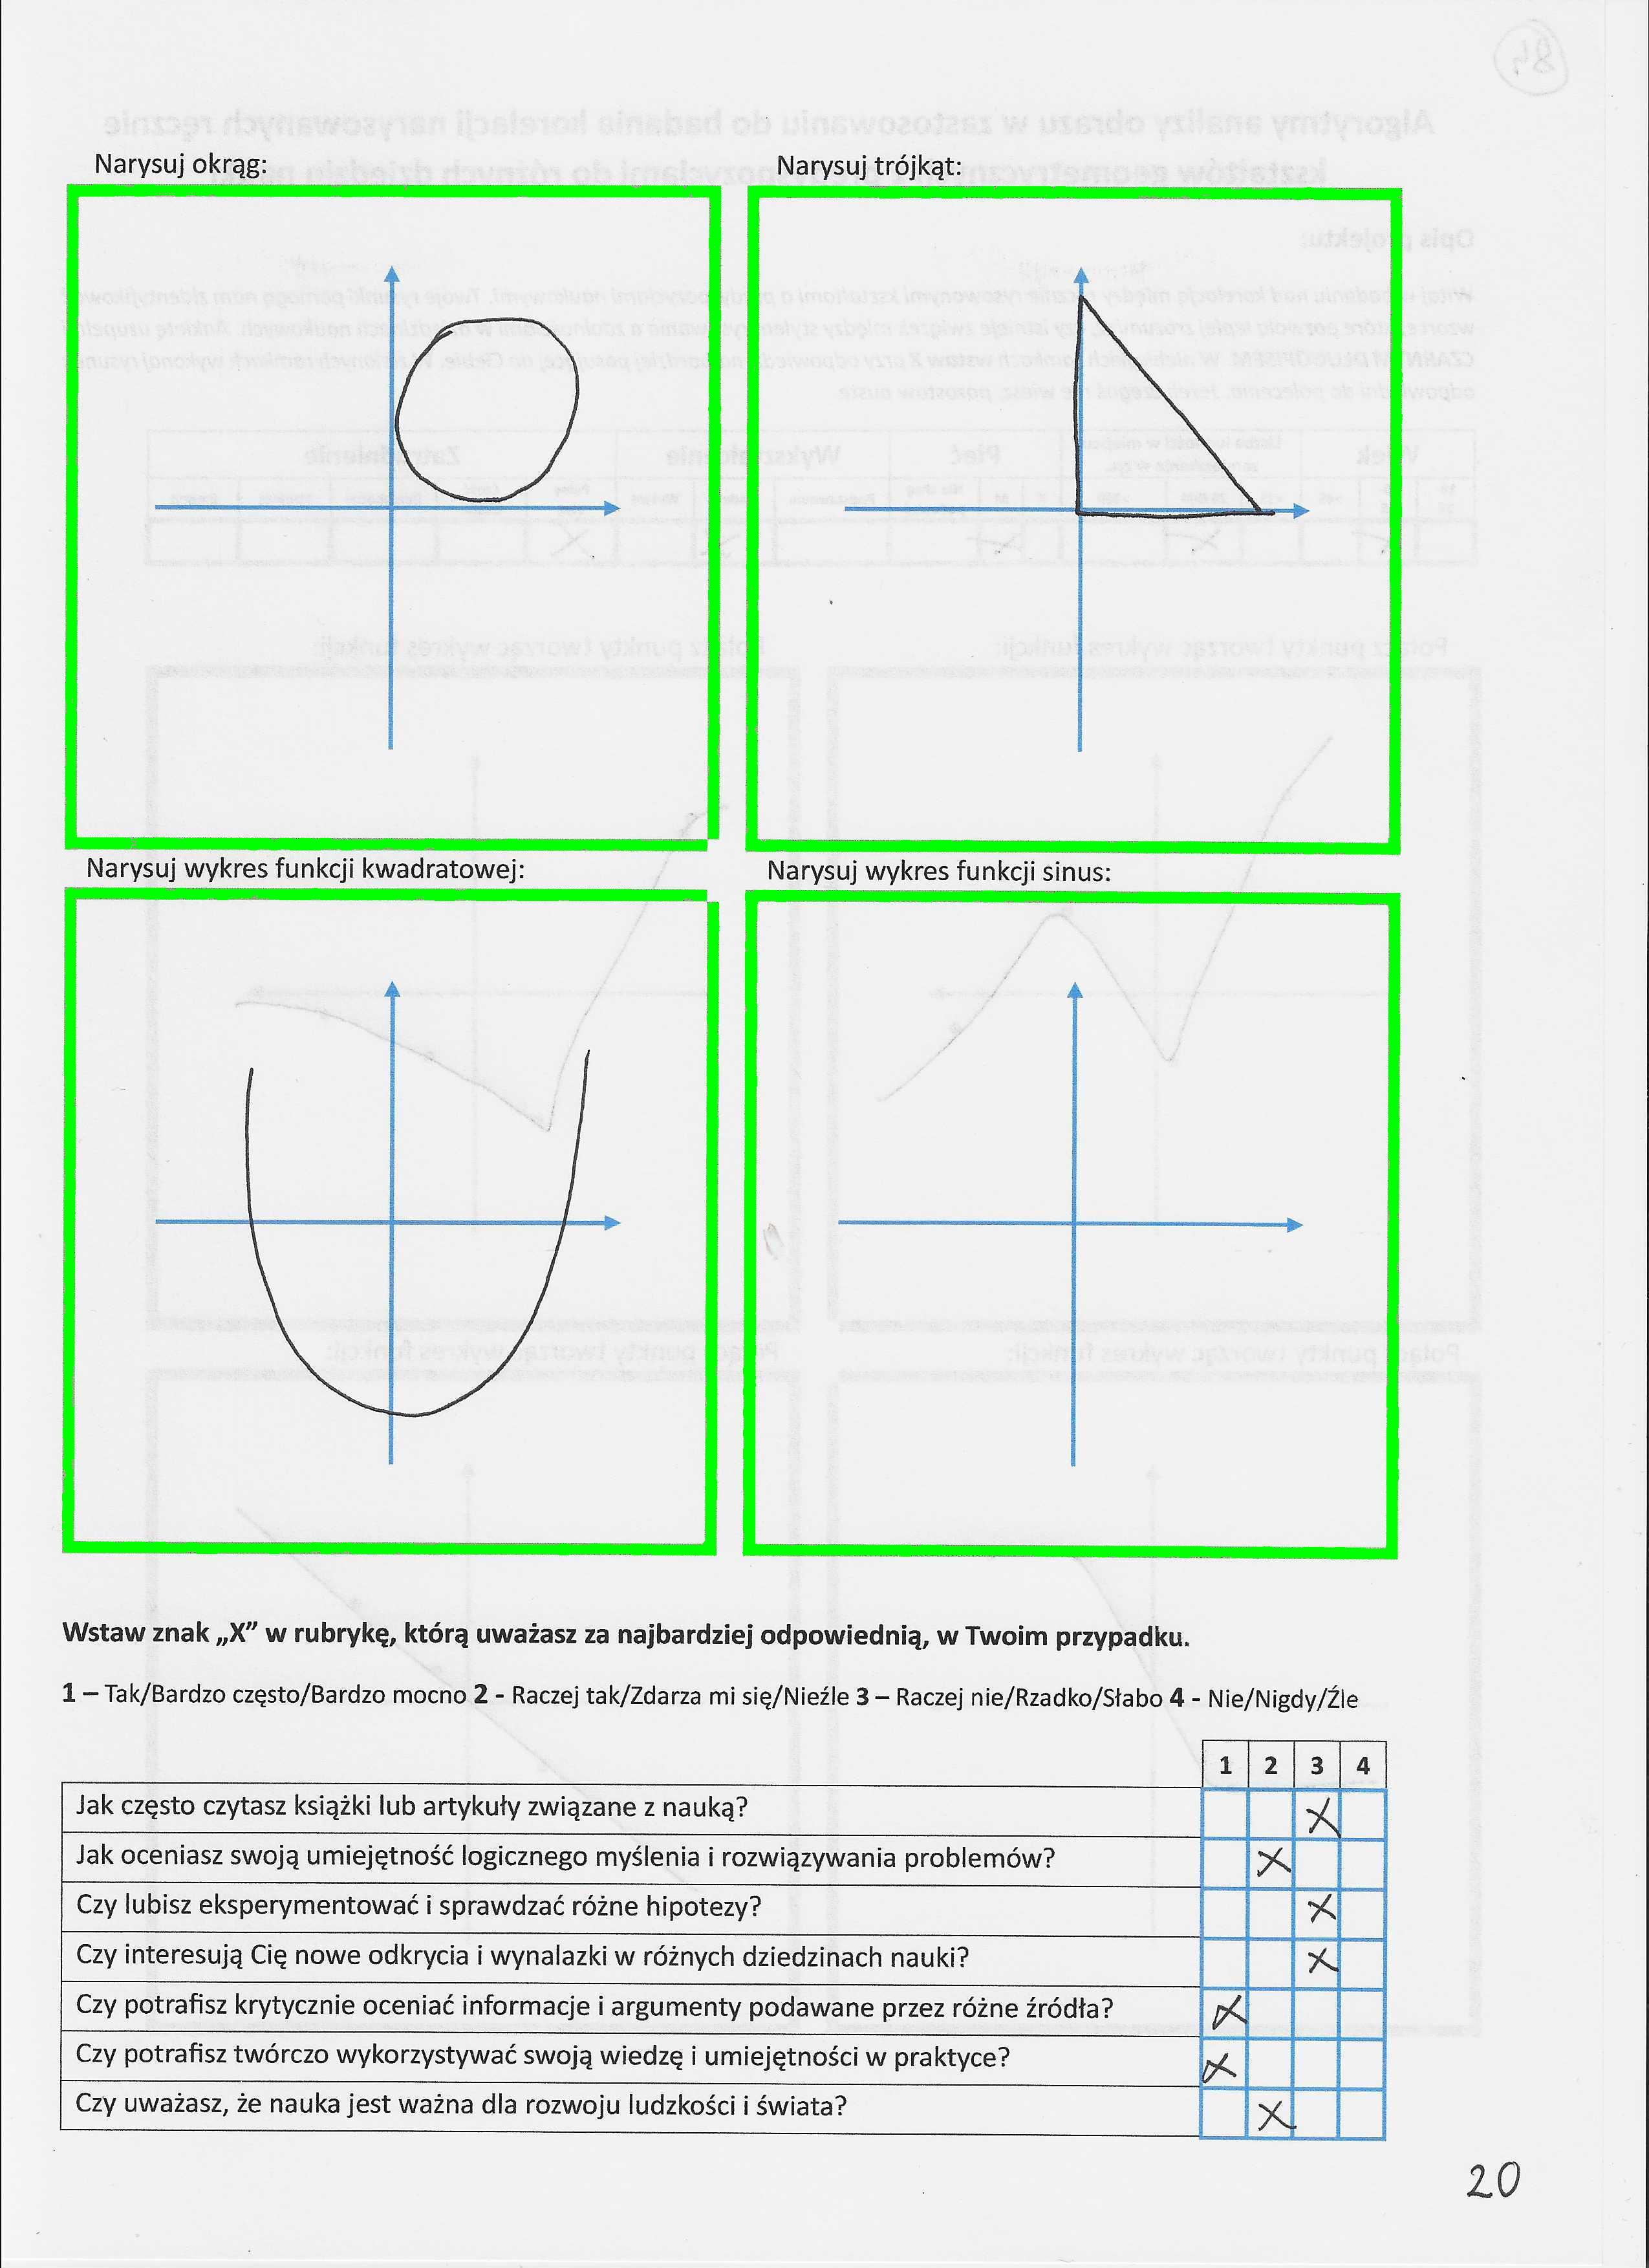 Narysuj okrąg:
Narysuj trójkąt:
Narysuj wykres funkcji kwadratowej:
Narysuj wykres funkcji sinus:
Wstaw znak „X” w rubrykę, którą uważasz za najbardziej odpowiednią, w Twoim przypadku.
1 – Tak/Bardzo często/Bardzo mocno 2 - Raczej tak/Zdarza mi się/Nieźle 3 – Raczej nie/Rzadko/Słabo 4 - Nie/Nigdy/Źle
1 2 3 4
Jak często czytasz książki lub artykuły związane z nauką? X
Jak oceniasz swoją umiejętność logicznego myślenia i rozwiązywania problemów? X
Czy lubisz eksperymentować i sprawdzać różne hipotezy? X
Czy interesują Cię nowe odkrycia i wynalazki w różnych dziedzinach nauki? X
Czy potrafisz krytycznie oceniać informacje i argumenty podawane przez różne źródła? X
Czy potrafisz twórczo wykorzystywać swoją wiedzę i umiejętności w praktyce? X
Czy uważasz, że nauka jest ważna dla rozwoju ludzkości i świata? X
20